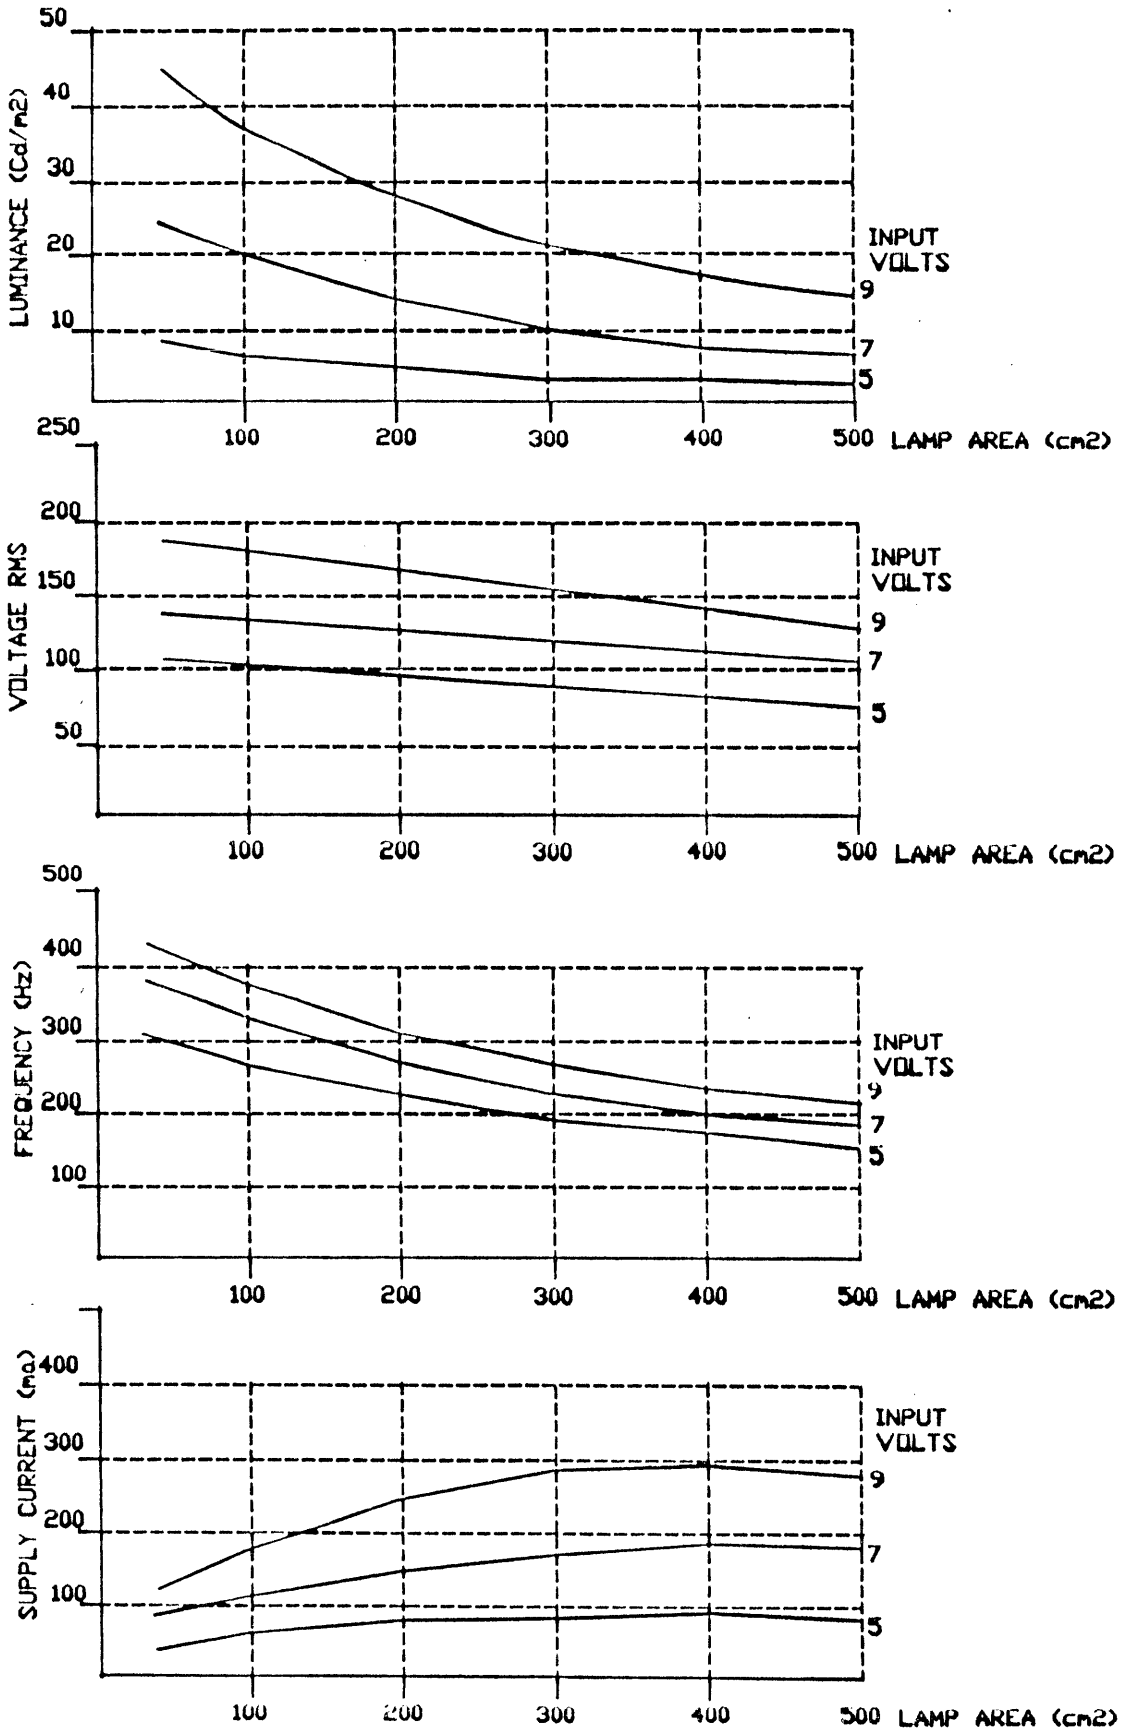 50
40
30
20
10
LUMINANCE (Cd/m2)
INPUT
VOLTS
9
7
5
100 200 300 400 500 LAMP AREA (cm2)
250
200
150
100
50
VOLTAGE RMS
INPUT
VOLTS
9
7
5
100 200 300 400 500 LAMP AREA (cm2)
500
400
300
200
100
FREQUENCY (Hz)
INPUT
VOLTS
9
7
5
100 200 300 400 500 LAMP AREA (cm2)
400
300
200
100
SUPPLY CURRENT (ma)
INPUT
VOLTS
9
7
5
100 200 300 400 500 LAMP AREA (cm2)